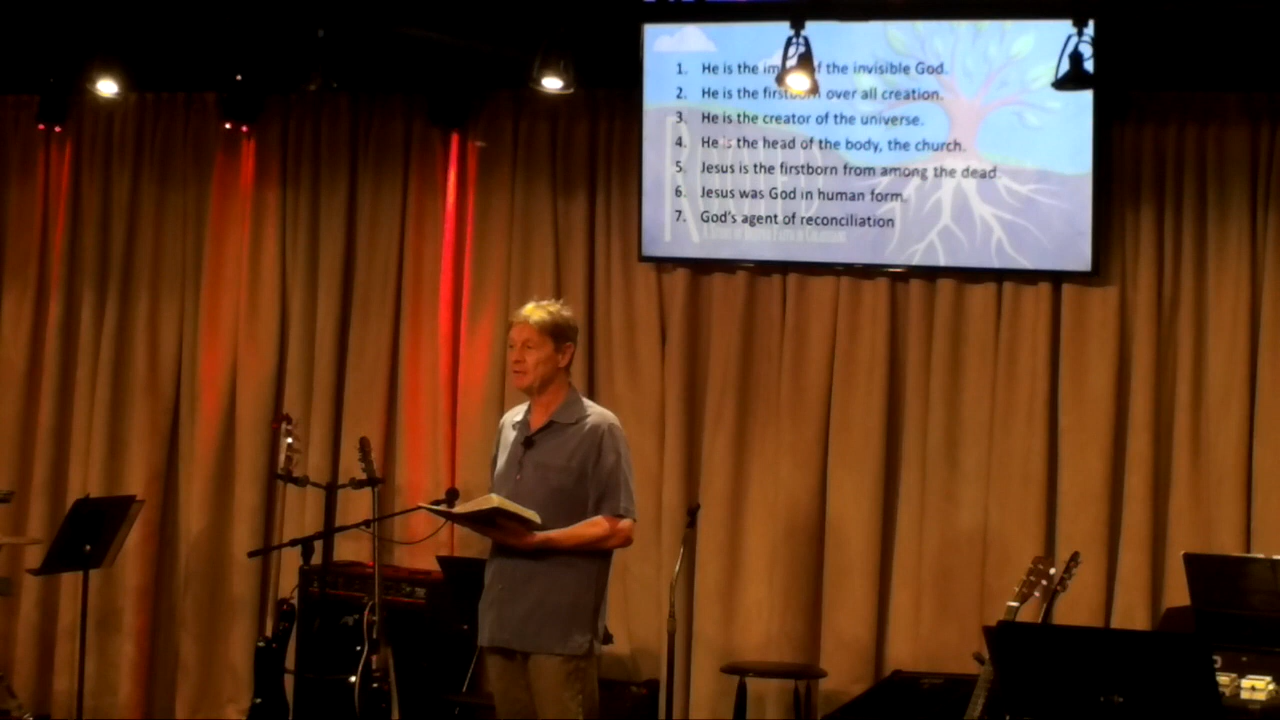 1. He is the image of the invisible God.
2. He is the firstborn over all creation.
3. He is the creator of the universe.
4. He is the head of the body, the church.
5. Jesus is the firstborn from among the dead.
6. Jesus was God in human form.
7. God's agent of reconciliation